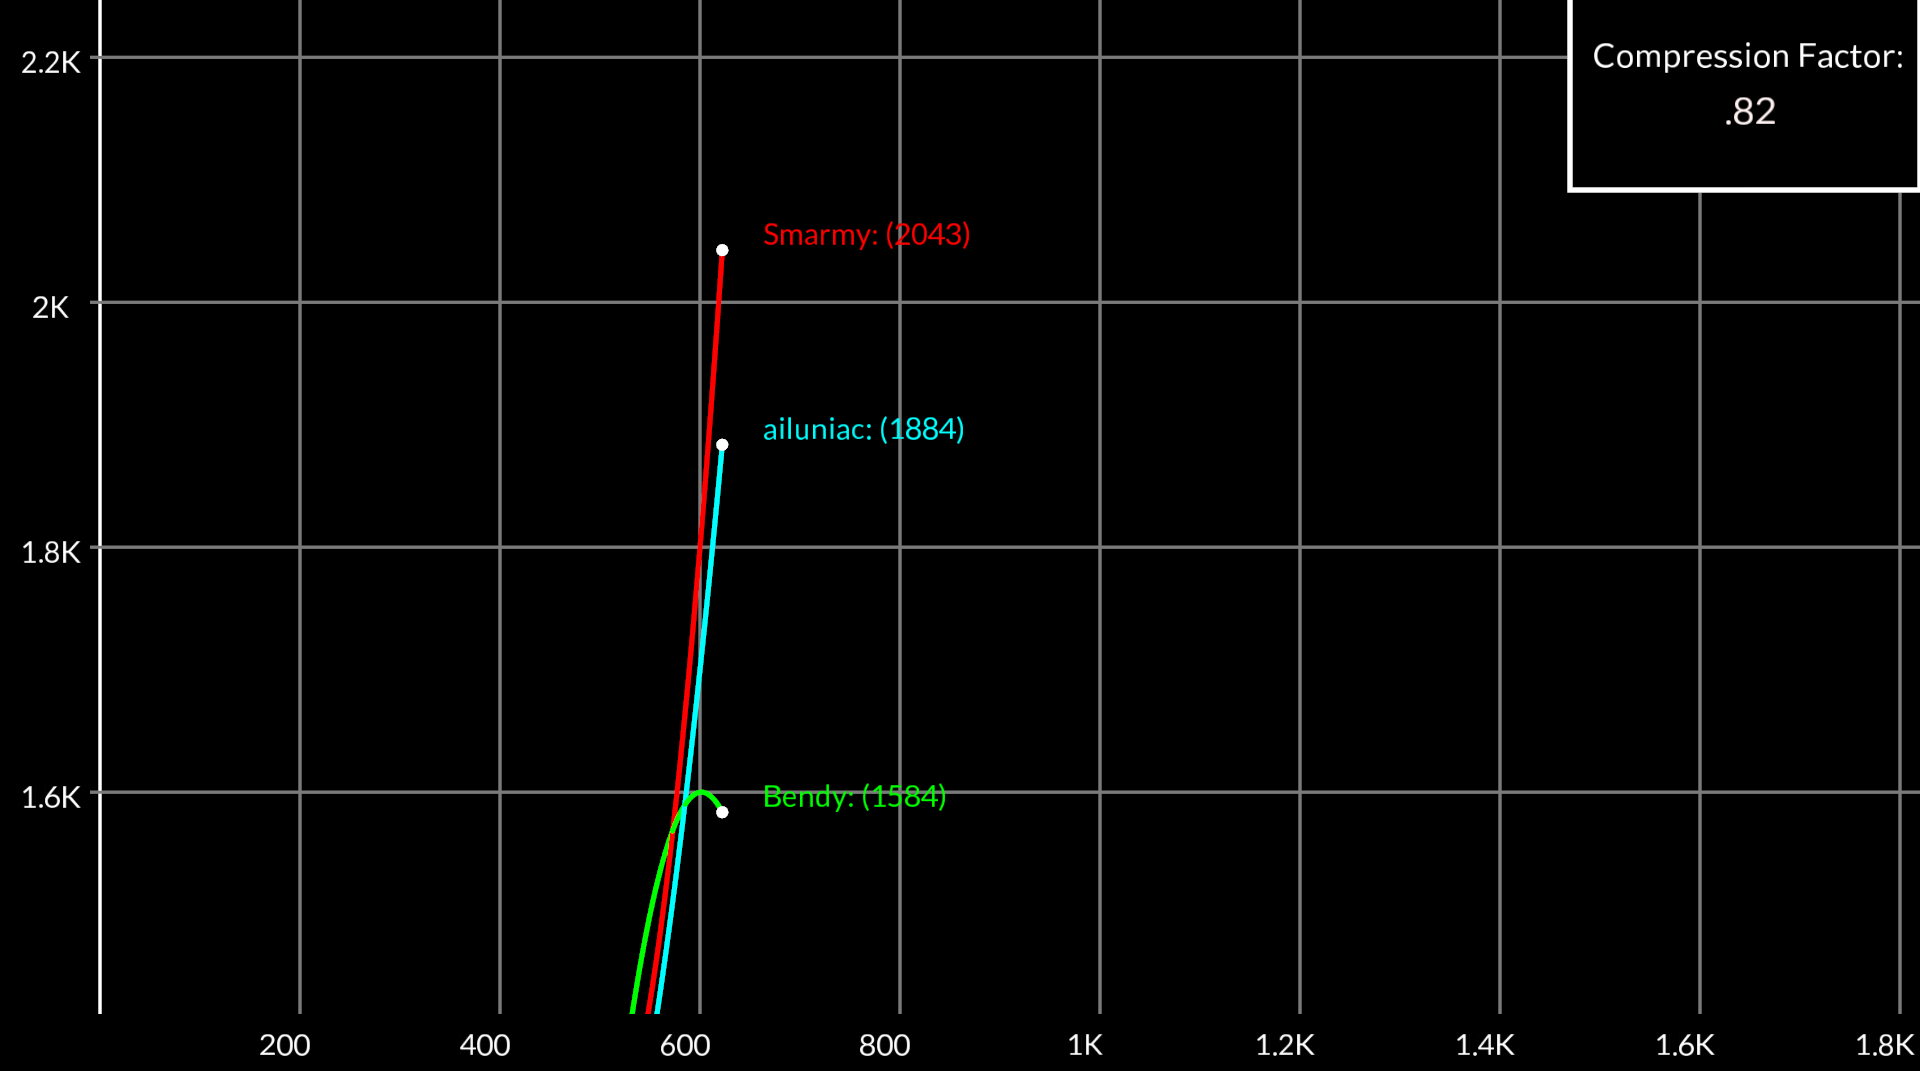 2.2K
Compression Factor:
.82
Smarmy: (2043)
2K
ailuniac: (1884)
1.8K
1.6K
Bendy: (1584)
200 400 600 800 1K 1.2K 1.4K 1.6K 1.8K